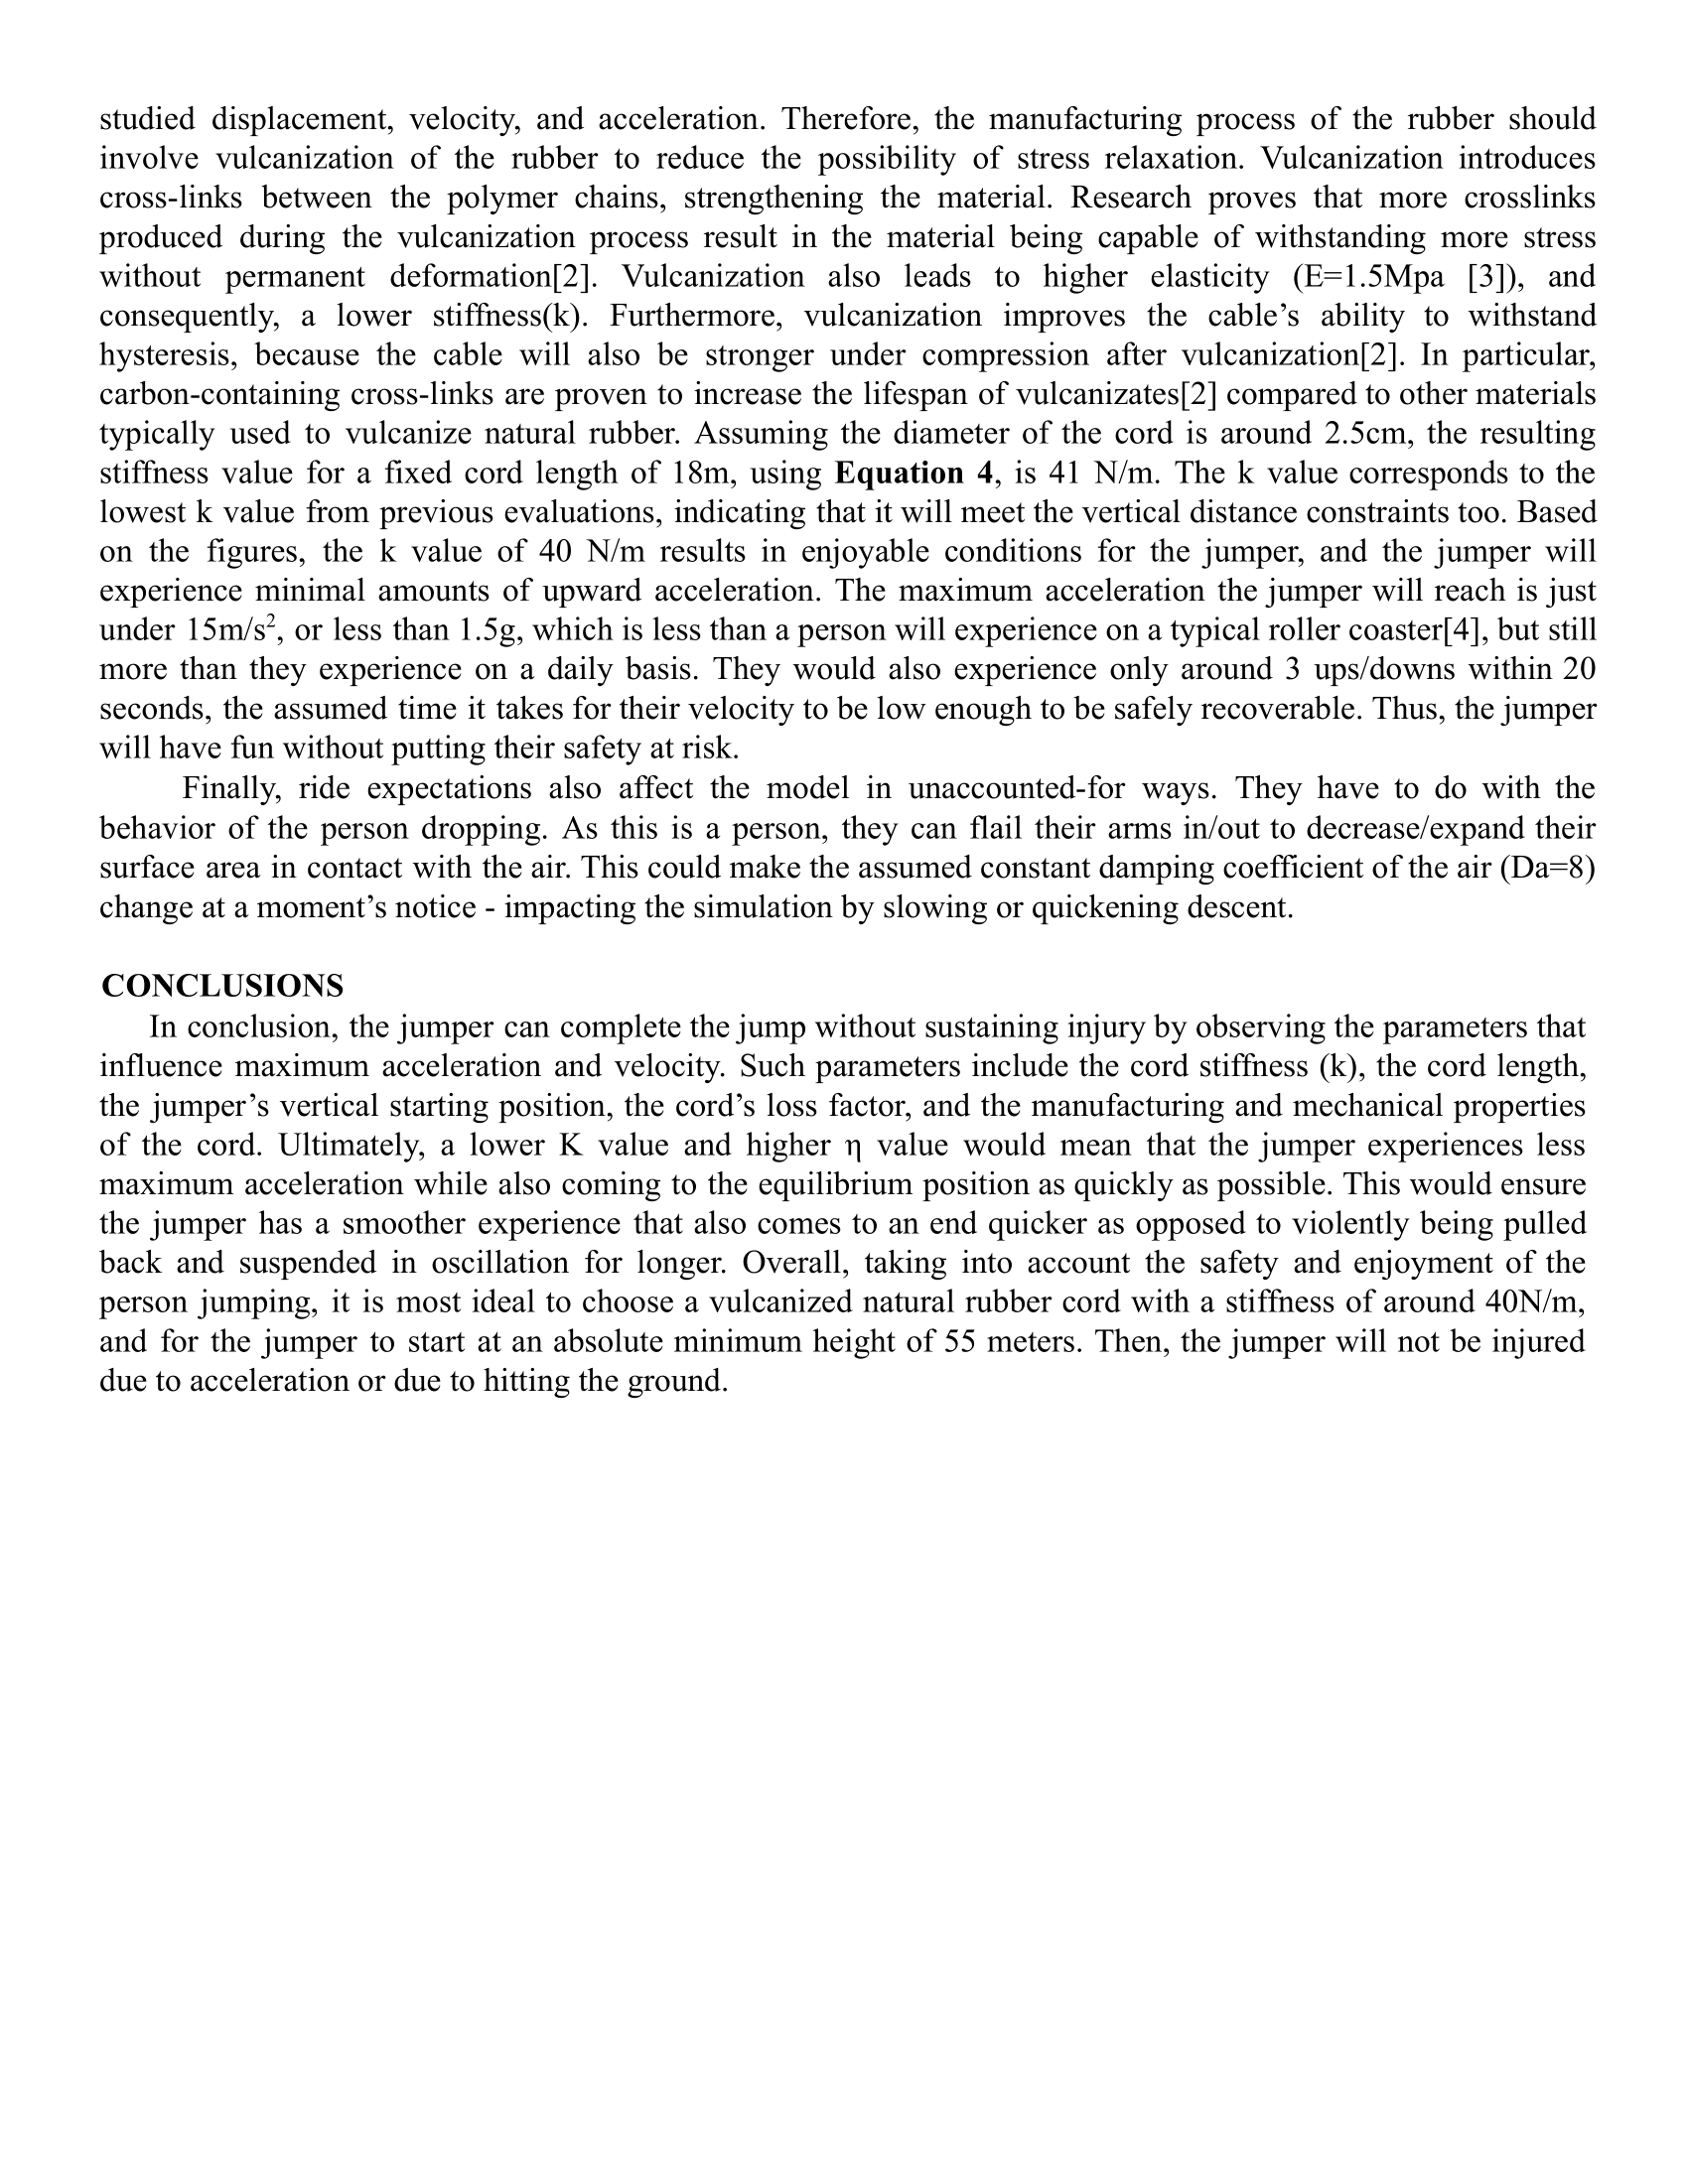 studied displacement, velocity, and acceleration. Therefore, the manufacturing process of the rubber should
involve vulcanization of the rubber to reduce the possibility of stress relaxation. Vulcanization introduces
cross-links between the polymer chains, strengthening the material. Research proves that more crosslinks
produced during the vulcanization process result in the material being capable of withstanding more stress
without permanent deformation[2]. Vulcanization also leads to higher elasticity (E=1.5Mpa [3]), and
consequently, a lower stiffness(k). Furthermore, vulcanization improves the cable’s ability to withstand
hysteresis, because the cable will also be stronger under compression after vulcanization[2]. In particular,
carbon-containing cross-links are proven to increase the lifespan of vulcanizates[2] compared to other materials
typically used to vulcanize natural rubber. Assuming the diameter of the cord is around 2.5cm, the resulting
stiffness value for a fixed cord length of 18m, using Equation 4, is 41 N/m. The k value corresponds to the
lowest k value from previous evaluations, indicating that it will meet the vertical distance constraints too. Based
on the figures, the k value of 40 N/m results in enjoyable conditions for the jumper, and the jumper will
experience minimal amounts of upward acceleration. The maximum acceleration the jumper will reach is just
under 15m/s², or less than 1.5g, which is less than a person will experience on a typical roller coaster[4], but still
more than they experience on a daily basis. They would also experience only around 3 ups/downs within 20
seconds, the assumed time it takes for their velocity to be low enough to be safely recoverable. Thus, the jumper
will have fun without putting their safety at risk.
Finally, ride expectations also affect the model in unaccounted-for ways. They have to do with the
behavior of the person dropping. As this is a person, they can flail their arms in/out to decrease/expand their
surface area in contact with the air. This could make the assumed constant damping coefficient of the air (Da=8)
change at a moment’s notice - impacting the simulation by slowing or quickening descent.
CONCLUSIONS
In conclusion, the jumper can complete the jump without sustaining injury by observing the parameters that
influence maximum acceleration and velocity. Such parameters include the cord stiffness (k), the cord length,
the jumper’s vertical starting position, the cord’s loss factor, and the manufacturing and mechanical properties
of the cord. Ultimately, a lower K value and higher η value would mean that the jumper experiences less
maximum acceleration while also coming to the equilibrium position as quickly as possible. This would ensure
the jumper has a smoother experience that also comes to an end quicker as opposed to violently being pulled
back and suspended in oscillation for longer. Overall, taking into account the safety and enjoyment of the
person jumping, it is most ideal to choose a vulcanized natural rubber cord with a stiffness of around 40N/m,
and for the jumper to start at an absolute minimum height of 55 meters. Then, the jumper will not be injured
due to acceleration or due to hitting the ground.